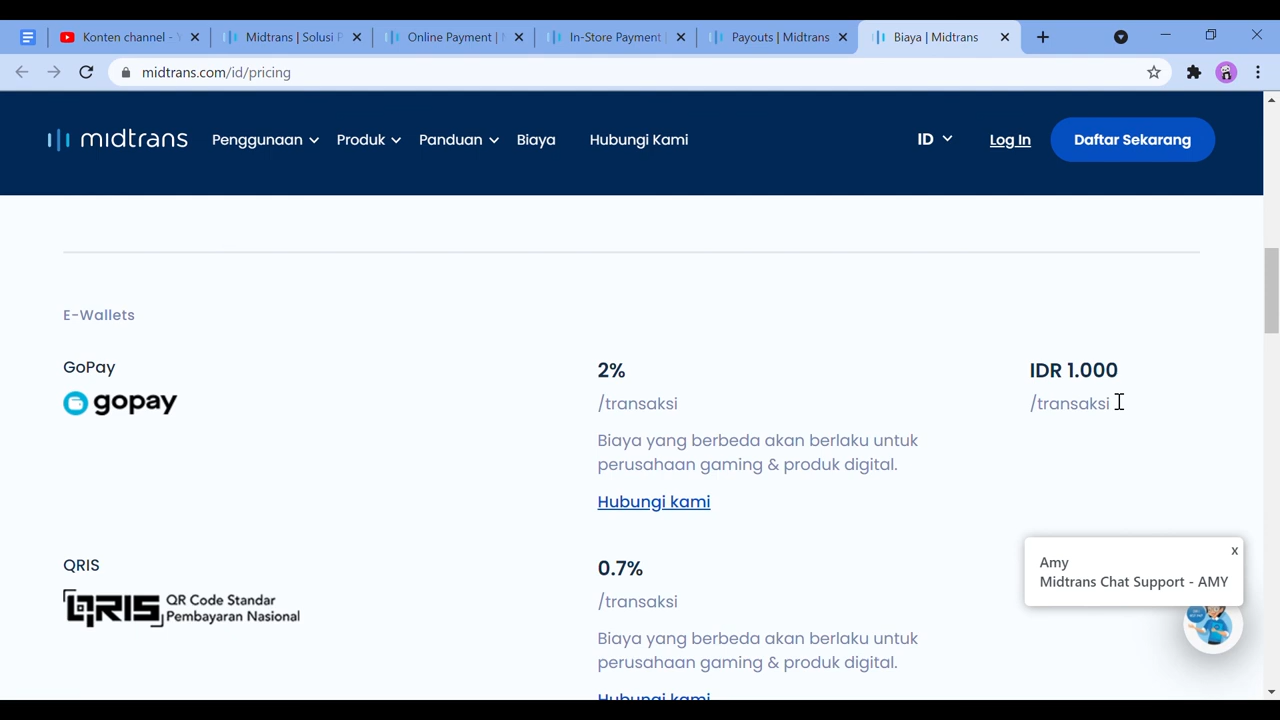 Konten channel -
Midtrans | Solusi P
Online Payment |
In-Store Payment |
Payouts | Midtrans
Biaya | Midtrans
midtrans.com/id/pricing
midtrans
Penggunaan
Produk
Panduan
Biaya
Hubungi Kami
ID
Log In
Daftar Sekarang
E-Wallets
GoPay
gopay
2%
/transaksi
Biaya yang berbeda akan berlaku untuk
perusahaan gaming & produk digital.
Hubungi kami
IDR 1.000
/transaksi
QRIS
QRIS
QR Code Standar
Pembayaran Nasional
0.7%
/transaksi
Biaya yang berbeda akan berlaku untuk
perusahaan gaming & produk digital.
Hubungi kami
x
Amy
Midtrans Chat Support - AMY